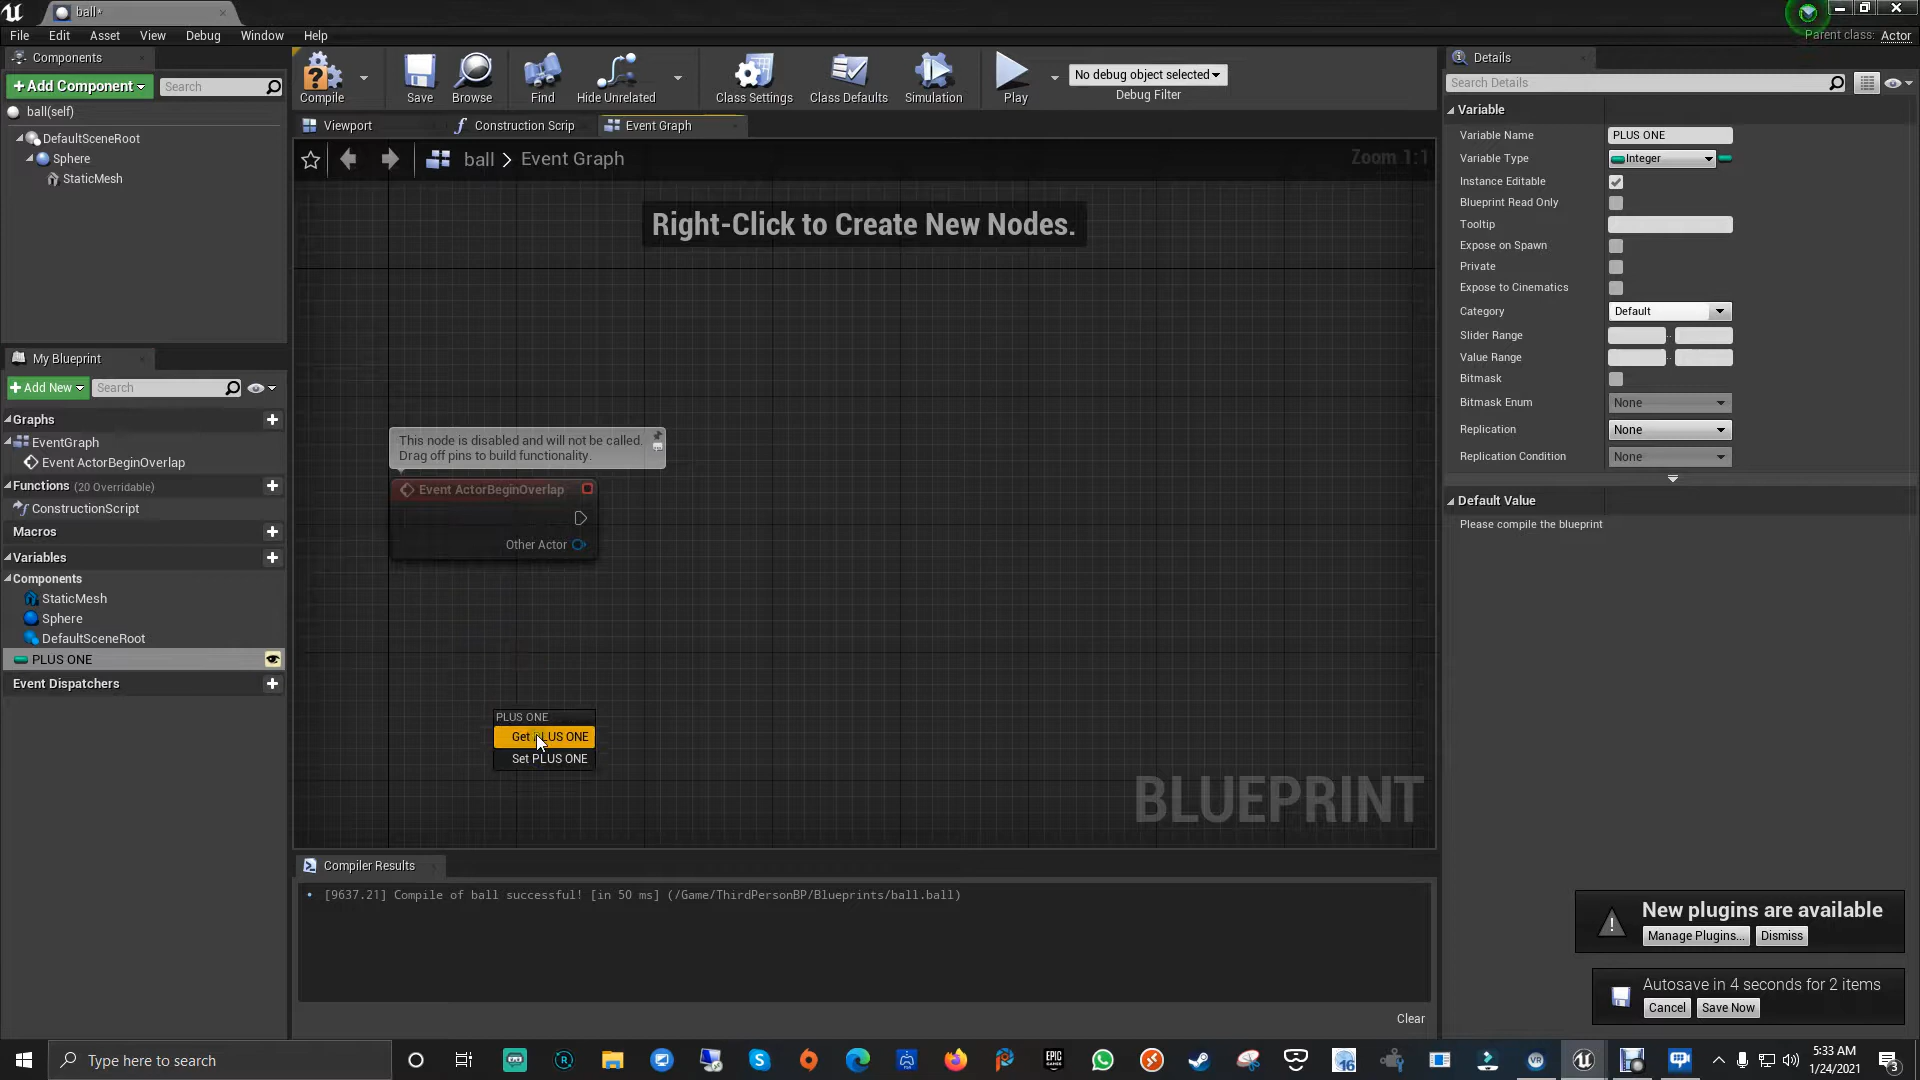 ball*
File Edit Asset View Debug Window Help
Parent class: Actor
Components
+Add Component
Search
ball(self)
DefaultSceneRoot
Sphere
StaticMesh
My Blueprint
+Add New
Search
Graphs
EventGraph
Event ActorBeginOverlap
Functions (20 Overridable)
ConstructionScript
Macros
Variables
Components
StaticMesh
Sphere
DefaultSceneRoot
PLUS ONE
Event Dispatchers
Compile
Save
Browse
Find
Hide Unrelated
Class Settings
Class Defaults
Simulation
Play
No debug object selected
Debug Filter
Viewport
Construction Scrip
Event Graph
ball > Event Graph
Zoom 1:1
Right-Click to Create New Nodes.
This node is disabled and will not be called.
Drag off pins to build functionality.
Event ActorBeginOverlap
Other Actor
PLUS ONE
Get PLUS ONE
Set PLUS ONE
BLUEPRINT
Compiler Results
[9637.21] Compile of ball successful! [in 50 ms] (/Game/ThirdPersonBP/Blueprints/ball.ball)
Clear
Details
Search Details
Variable
Variable Name PLUS ONE
Variable Type Integer
Instance Editable
Blueprint Read Only
Tooltip
Expose on Spawn
Private
Expose to Cinematics
Category Default
Slider Range
Value Range
Bitmask
Bitmask Enum None
Replication None
Replication Condition None
Default Value
Please compile the blueprint
New plugins are available
Manage Plugins... Dismiss
Autosave in 4 seconds for 2 items
Cancel Save Now
Type here to search
EPIC
GAMES
16
VR
5:33 AM
1/24/2021
3